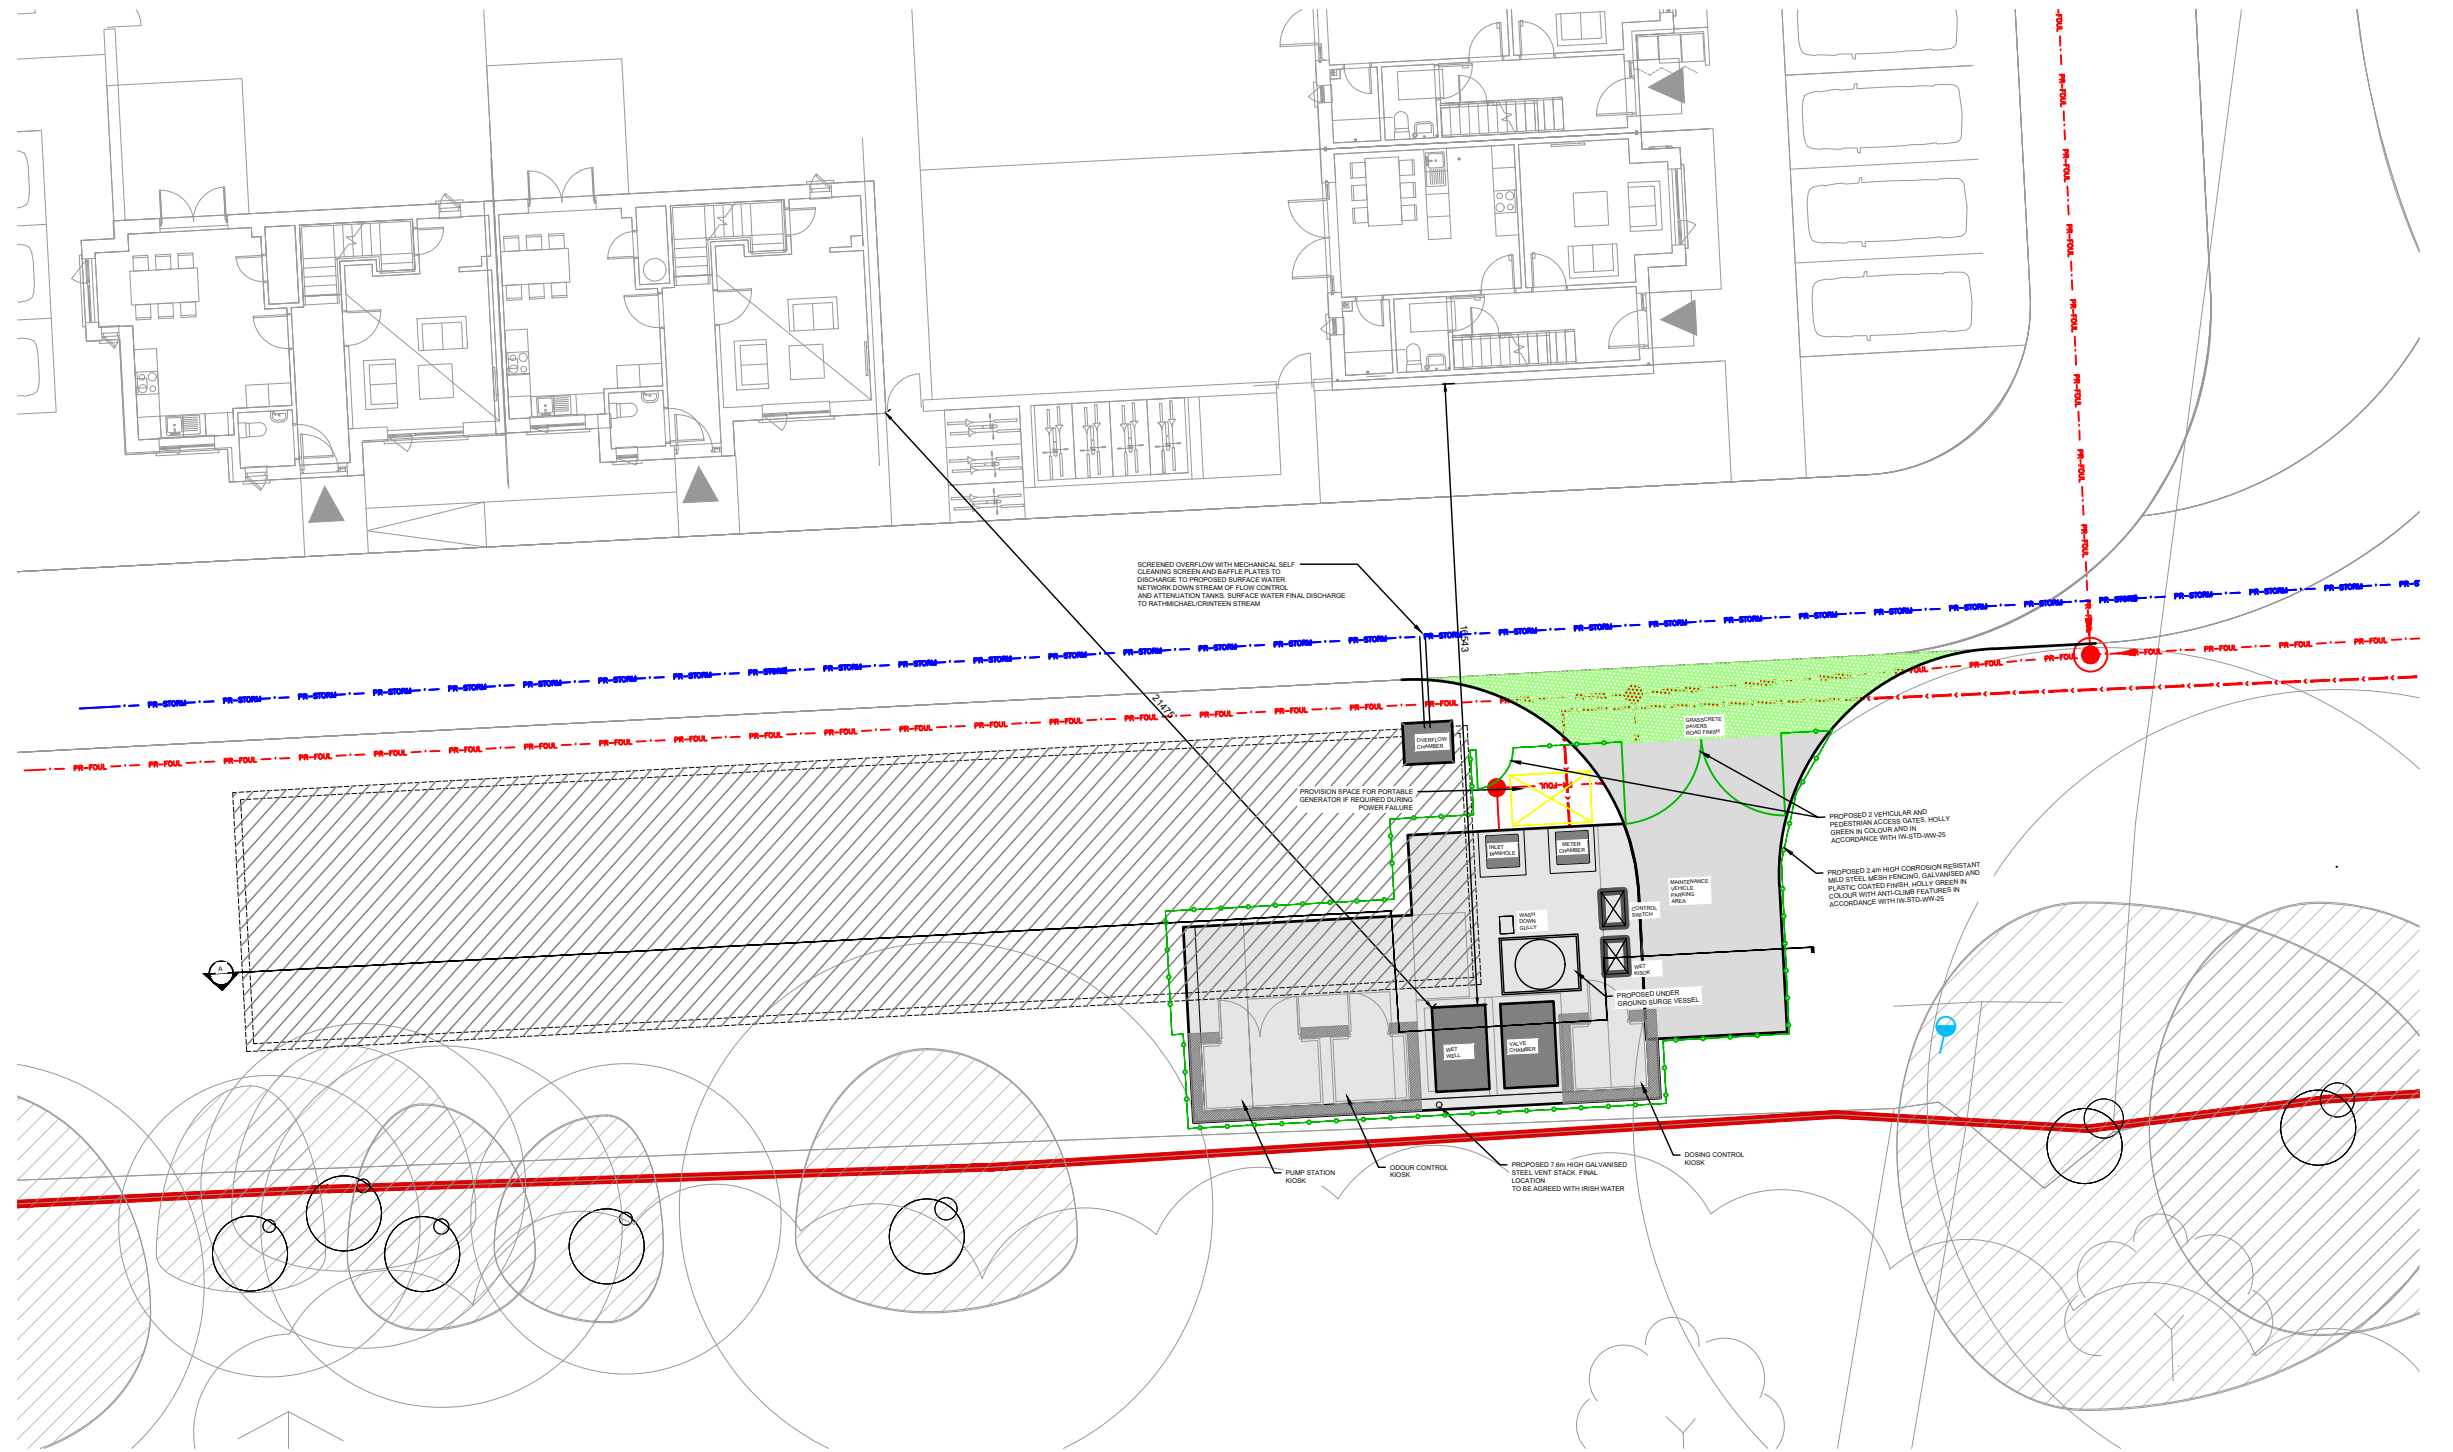 SCREENED OVERFLOW WITH MECHANICAL SELF
CLEANING SCREEN AND BAFFLE PLATES TO
DISCHARGE TO PROPOSED SURFACE WATER
NETWORK DOWN STREAM OF FLOW CONTROL
AND ATTENUATION TANKS. SURFACE WATER FINAL DISCHARGE
TO RATHMICHAEL/CRINTEEN STREAM
PR-STORM
PR-FOUL
16543
21475
OVERFLOW
CHAMBER
GRASSCRETE
PAVERS
ROAD FINISH
PROVISION SPACE FOR PORTABLE
GENERATOR IF REQUIRED DURING
POWER FAILURE
PROPOSED 2 VEHICULAR AND
PEDESTRIAN ACCESS GATES, HOLLY
GREEN IN COLOUR AND IN
ACCORDANCE WITH IW-STD-WW-25
PROPOSED 2.4m HIGH CORROSION RESISTANT
MILD STEEL MESH FENCING, GALVANISED AND
PLASTIC COATED FINISH, HOLLY GREEN IN
COLOUR WITH ANTI-CLIMB FEATURES IN
ACCORDANCE WITH IW-STD-WW-25
INLET
MANHOLE
METER
CHAMBER
MAINTENANCE
VEHICLE
PARKING
AREA
CONTROL
SWITCH
WASH
DOWN
GULLY
WET
KISOK
A
PROPOSED UNDER
GROUND SURGE VESSEL
WET
WELL
VALVE
CHAMBER
PUMP STATION
KIOSK
ODOUR CONTROL
KIOSK
PROPOSED 7.6m HIGH GALVANISED
STEEL VENT STACK. FINAL
LOCATION
TO BE AGREED WITH IRISH WATER
DOSING CONTROL
KIOSK